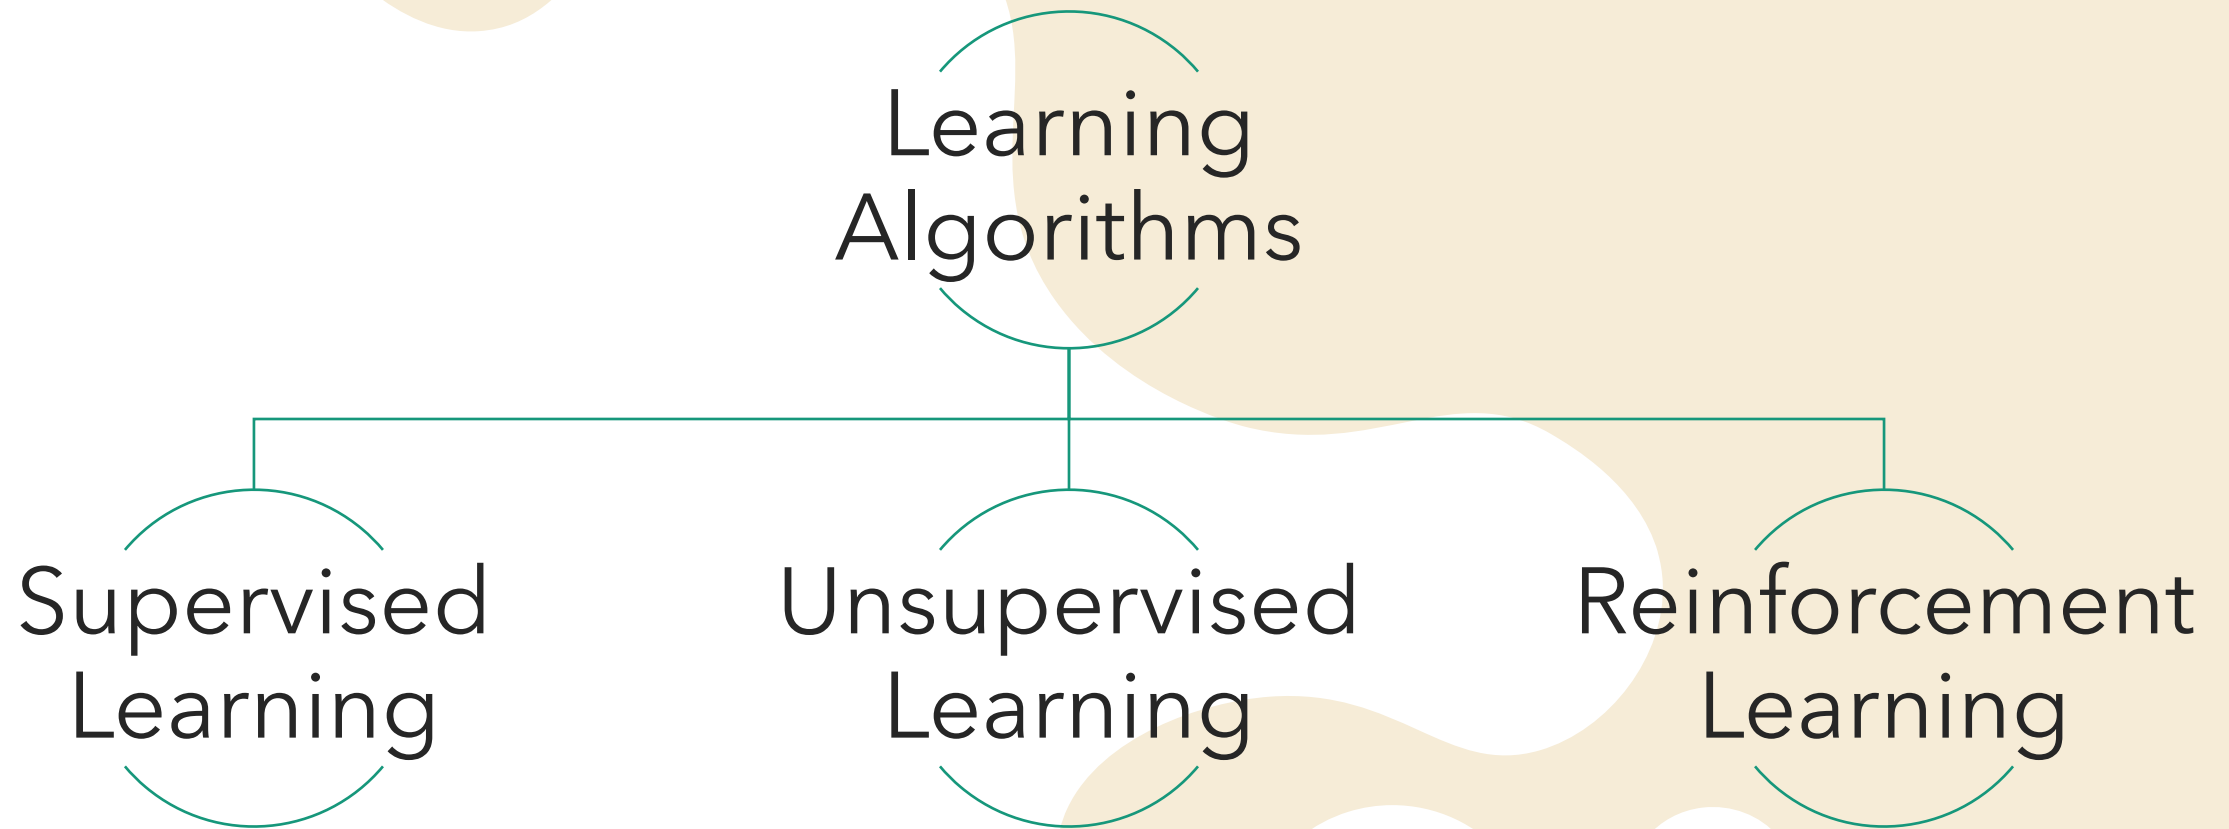 Learning
Algorithms
Supervised
Learning
Unsupervised
Learning
Reinforcement
Learning